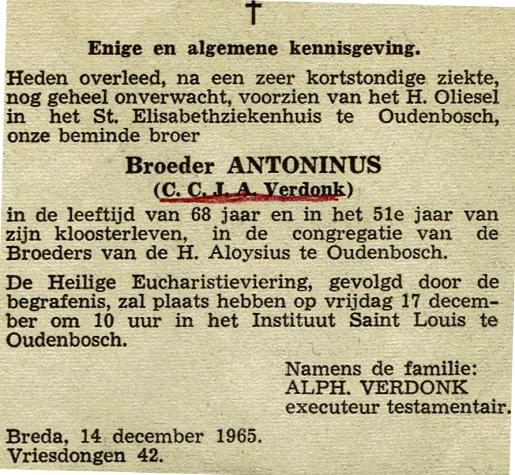 Enige en algemene kennisgeving.
Heden overleed, na een zeer kortstondige ziekte,
nog geheel onverwacht, voorzien van het H. Oliesel
in het St. Elisabethziekenhuis te Oudenbosch,
onze beminde broer
Broeder ANTONINUS
(C. C. J. A. Verdonk)
in de leeftijd van 68 jaar en in het 51e jaar van
zijn kloosterleven, in de congregatie van de
Broeders van de H. Aloysius te Oudenbosch.
De Heilige Eucharistieviering, gevolgd door de
begrafenis, zal plaats hebben op vrijdag 17 decem-
ber om 10 uur in het Instituut Saint Louis te
Oudenbosch.
Namens de familie:
ALPH. VERDONK
executeur testamentair.
Breda, 14 december 1965.
Vriesdongen 42.